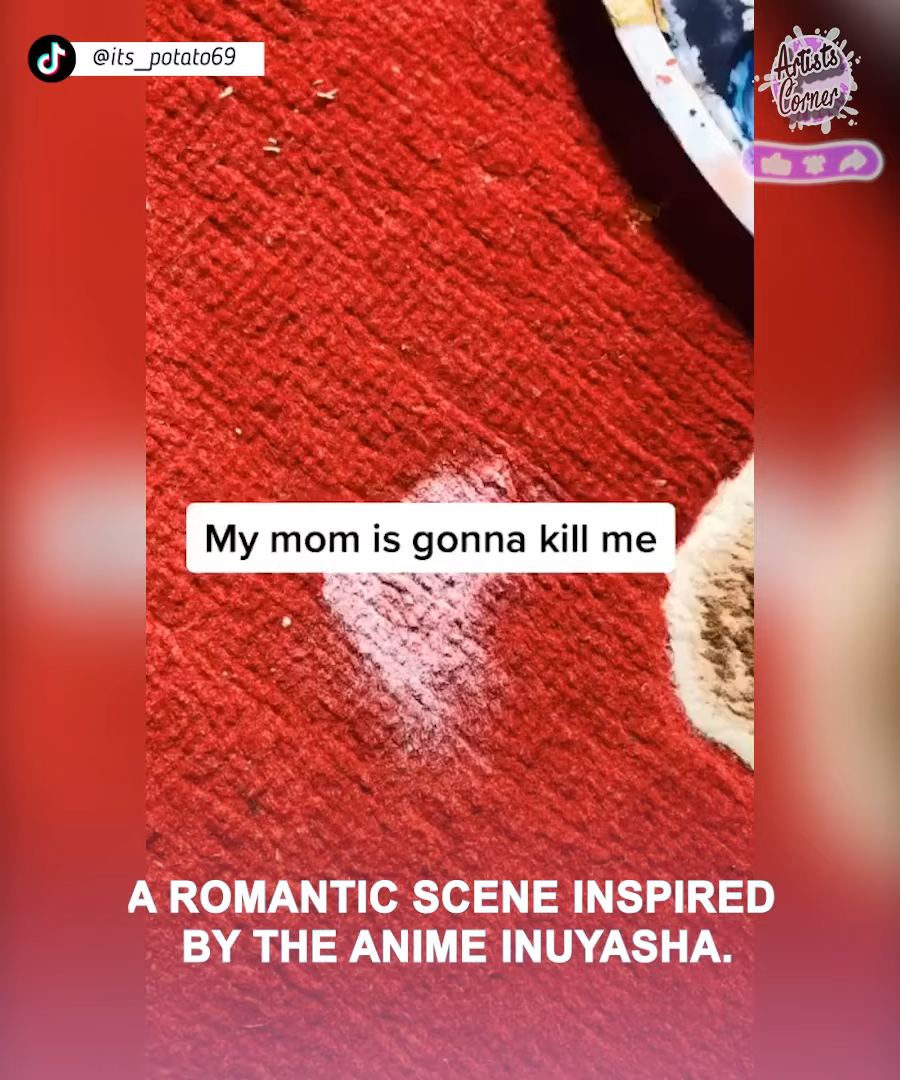 @its_potato69
Artists
Corner
My mom is gonna kill me
A ROMANTIC SCENE INSPIRED
BY THE ANIME INUYASHA.